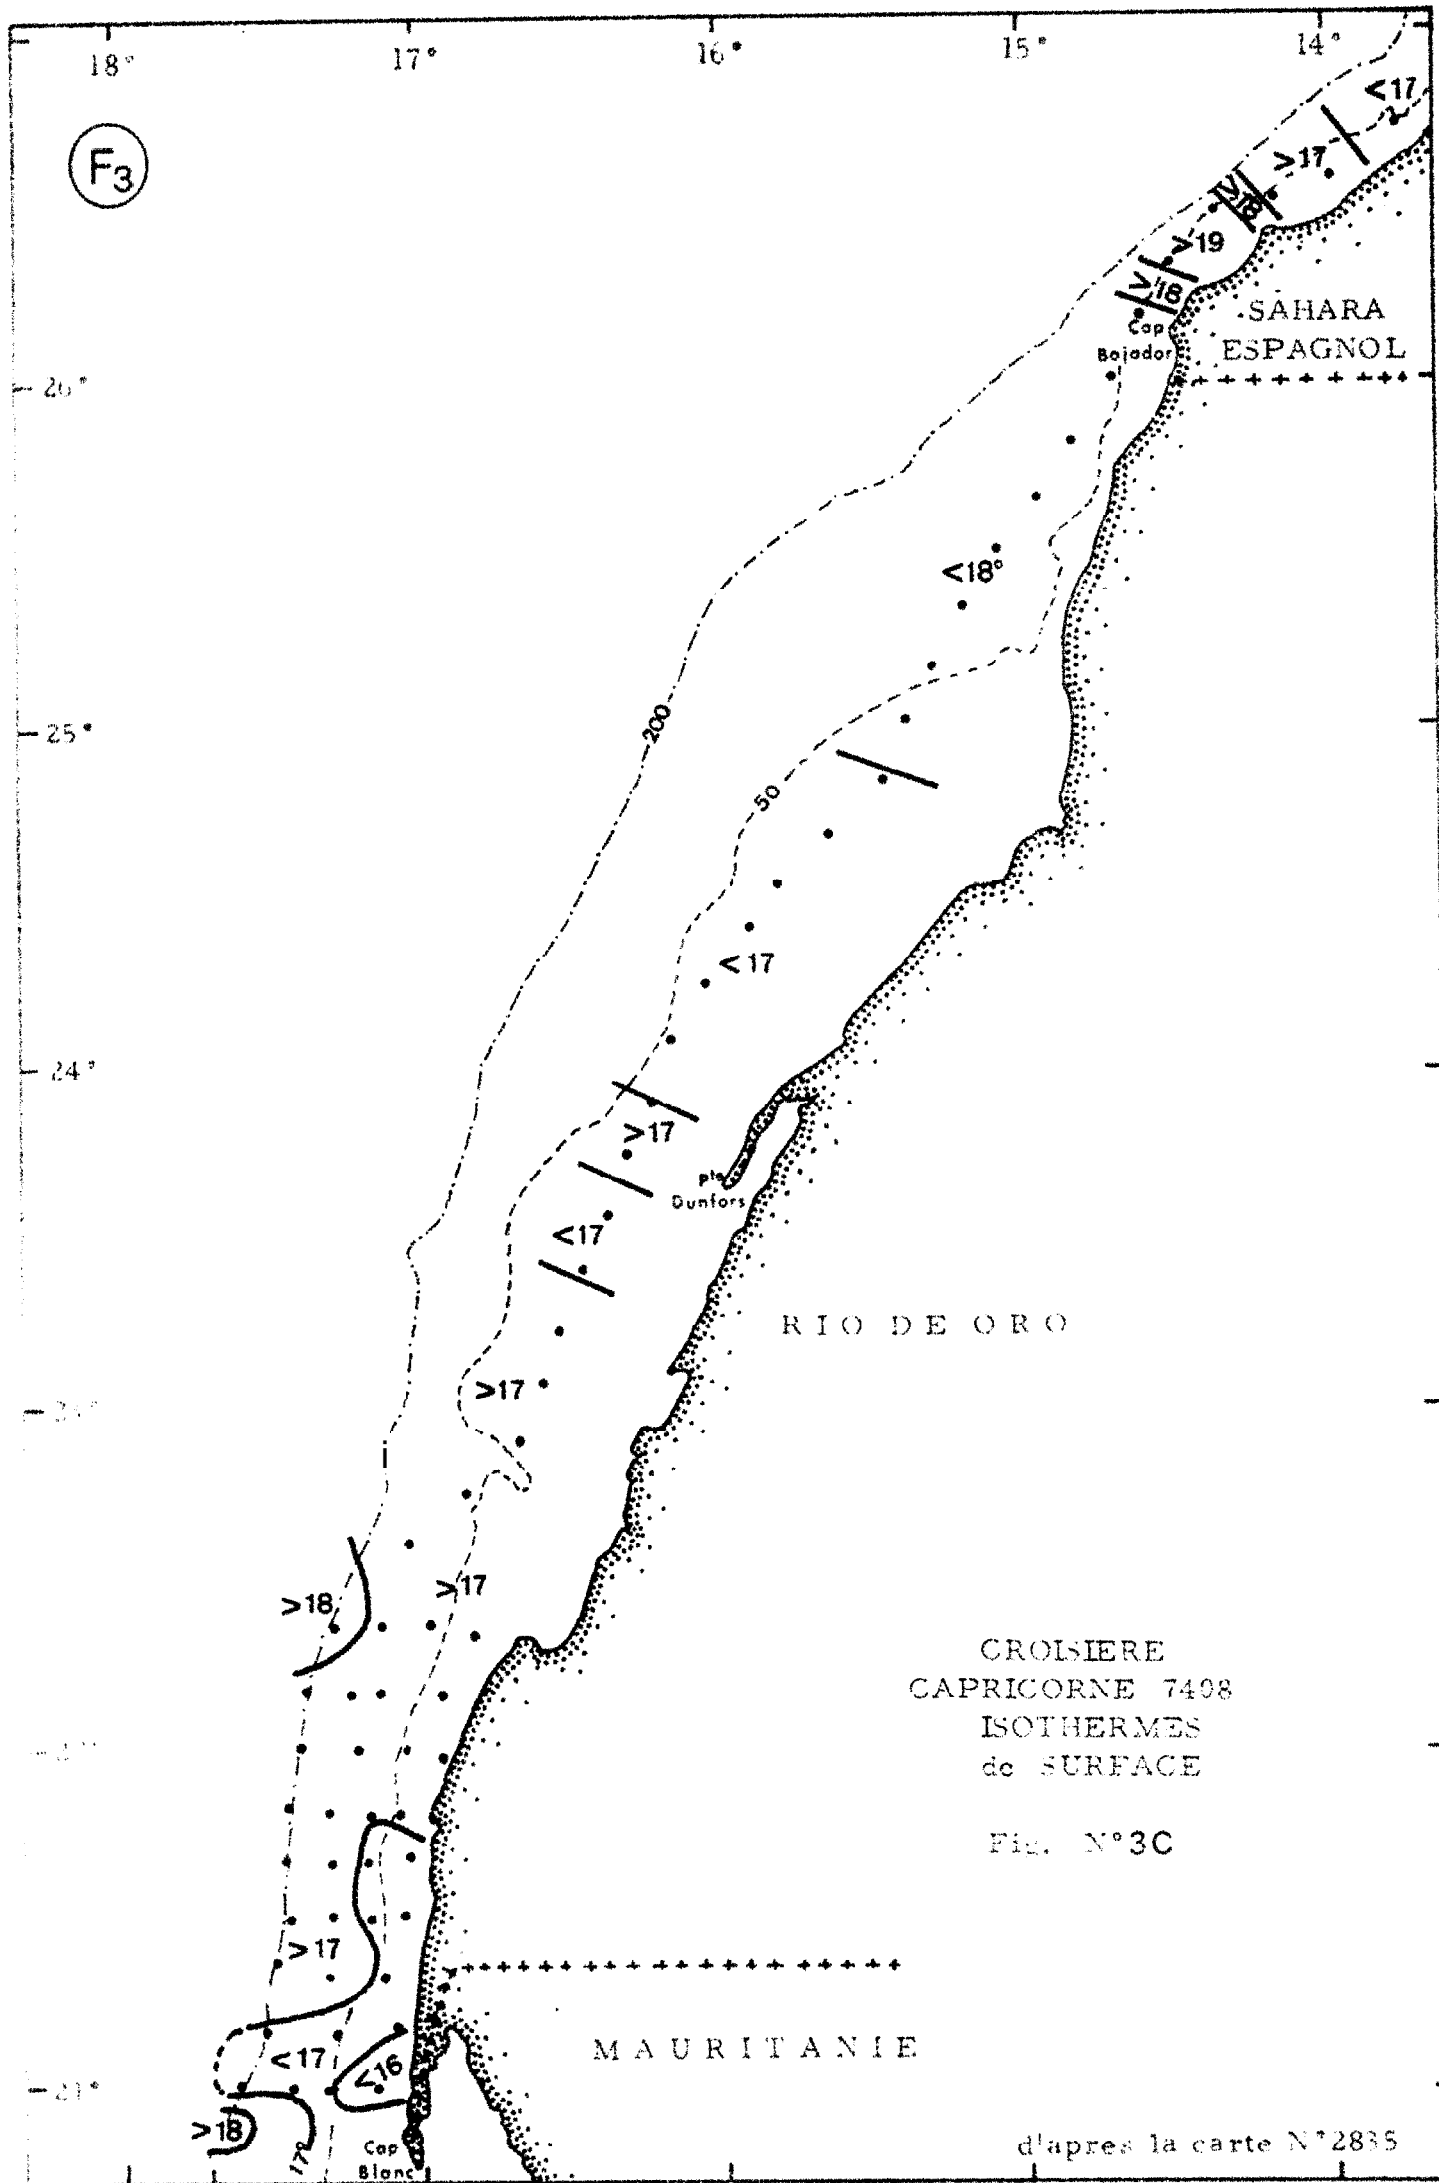 18° 17° 16° 15° 14°
F3
<17
>17
>18
>19
>18
Cap
Bojador
SAHARA
ESPAGNOL
26°
<18°
25°
200
50
<17
24°
>17
pte
Dunfors
<17
RIO DE ORO
>17
>18
>17
CROISIERE
CAPRICORNE 7408
ISOTHERMES
de SURFACE
Fig. N°3C
>17
MAURITANIE
<17
<16
21°
>18
17°
Cap
Blanc
d'apres la carte N°2835